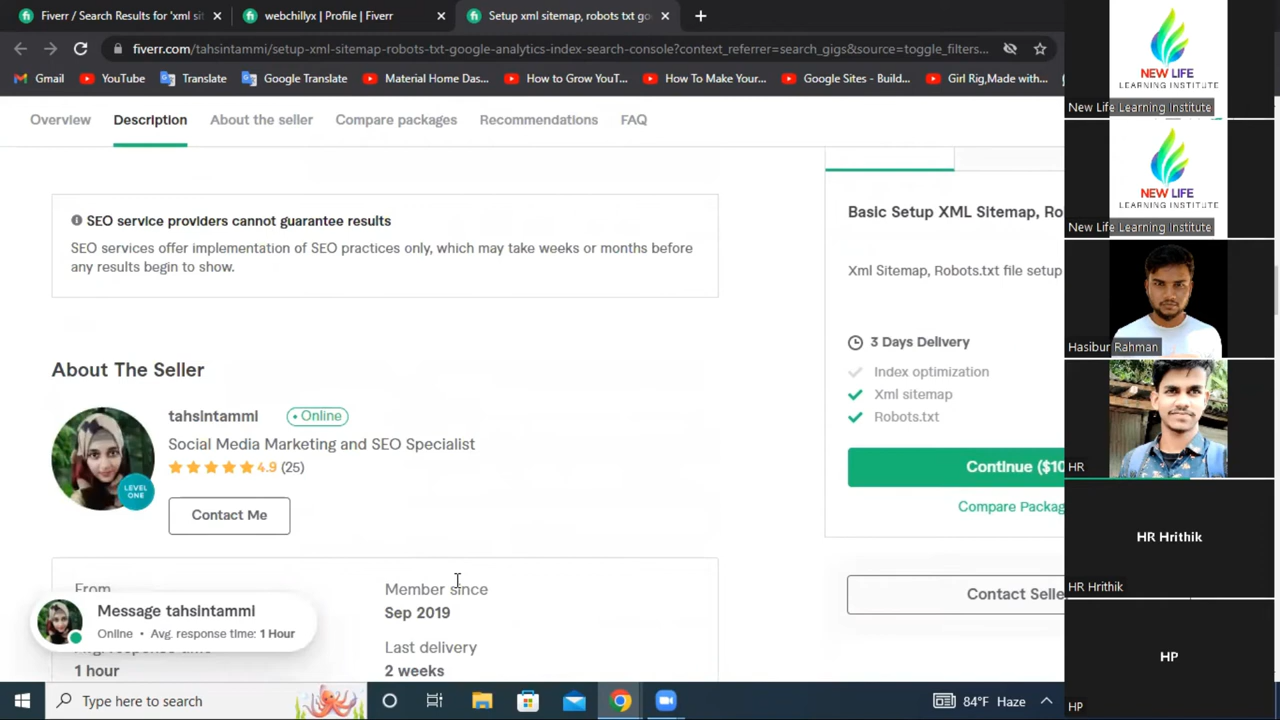 Fiverr / Search Results for 'xml sit
webchillyx | Profile | Fiverr
Setup xml sitemap, robots txt go
fiverr.com/tahsintammi/setup-xml-sitemap-robots-txt-google-analytics-index-search-console?context_referrer=search_gigs&source=toggle_filters...
Gmail
YouTube
Translate
Google Translate
Material Home Das...
How to Grow YouT...
How To Make Your...
Google Sites - Build...
Girl Rig,Made with...
Overview
Description
About the seller
Compare packages
Recommendations
FAQ
SEO service providers cannot guarantee results
SEO services offer implementation of SEO practices only, which may take weeks or months before
any results begin to show.
About The Seller
tahsintammi
• Online
Social Media Marketing and SEO Specialist
4.9 (25)
LEVEL
ONE
Contact Me
From
Member since
Sep 2019
Last delivery
2 weeks
Avg. response time
1 hour
Message tahsintammi
Online • Avg. response time: 1 Hour
Basic Setup XML Sitemap, Ro
Xml Sitemap, Robots.txt file setup
3 Days Delivery
Index optimization
Xml sitemap
Robots.txt
Continue ($10
Compare Packag
Contact Selle
NEW LIFE
LEARNING INSTITUTE
New Life Learning Institute
NEW LIFE
LEARNING INSTITUTE
New Life Learning Institute
Hasibur Rahman
HR
HR Hrithik
HR Hrithik
HP
HP
Type here to search
84°F Haze